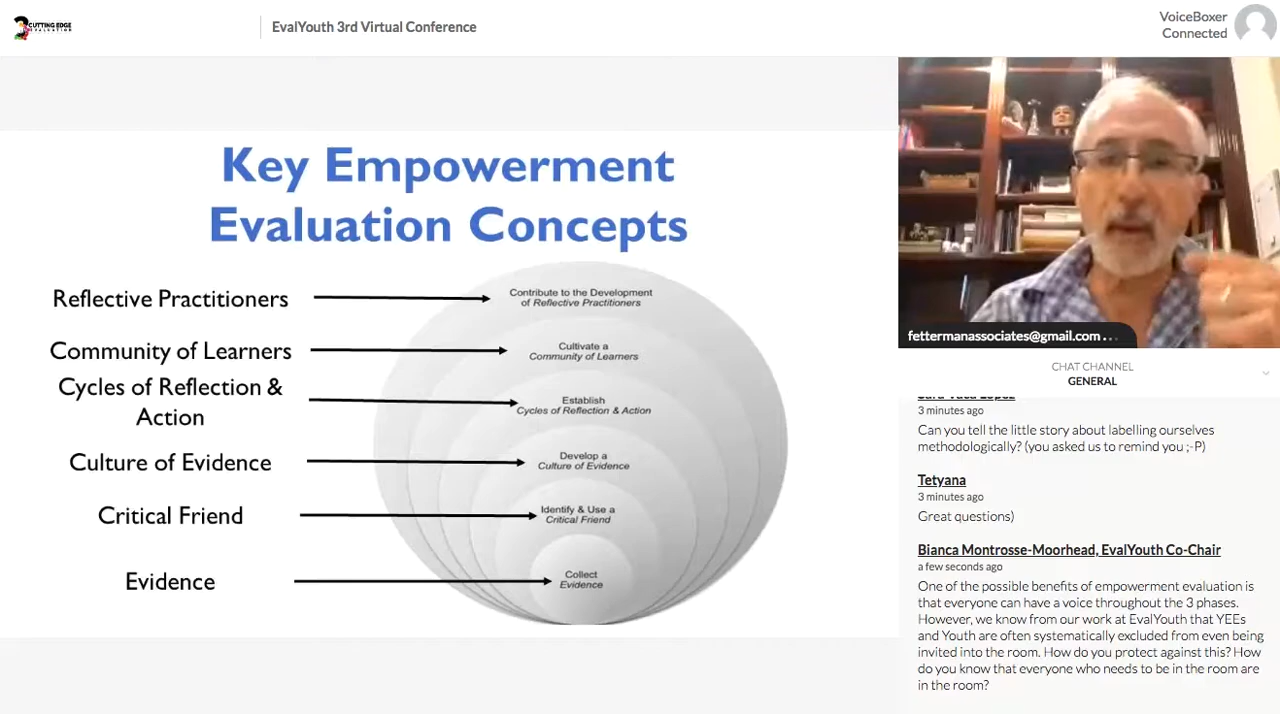 CUTTING EDGE
EvalYouth 3rd Virtual Conference
VoiceBoxer
Connected
Key Empowerment
Evaluation Concepts
Reflective Practitioners
Community of Learners
Cycles of Reflection &
Action
Culture of Evidence
Critical Friend
Evidence
Contribute to the Development
of Reflective Practitioners
Cultivate a
Community of Learners
Establish
Cycles of Reflection & Action
Develop a
Culture of Evidence
Identify & Use a
Critical Friend
Collect
Evidence
fettermanassociates@gmail.com ...
CHAT CHANNEL
GENERAL
3 minutes ago
Can you tell the little story about labelling ourselves
methodologically? (you asked us to remind you ;-P)
Tetyana
3 minutes ago
Great questions)
Bianca Montrosse-Moorhead, EvalYouth Co-Chair
a few seconds ago
One of the possible benefits of empowerment evaluation is
that everyone can have a voice throughout the 3 phases.
However, we know from our work at EvalYouth that YEEs
and Youth are often systematically excluded from even being
invited into the room. How do you protect against this? How
do you know that everyone who needs to be in the room are
in the room?